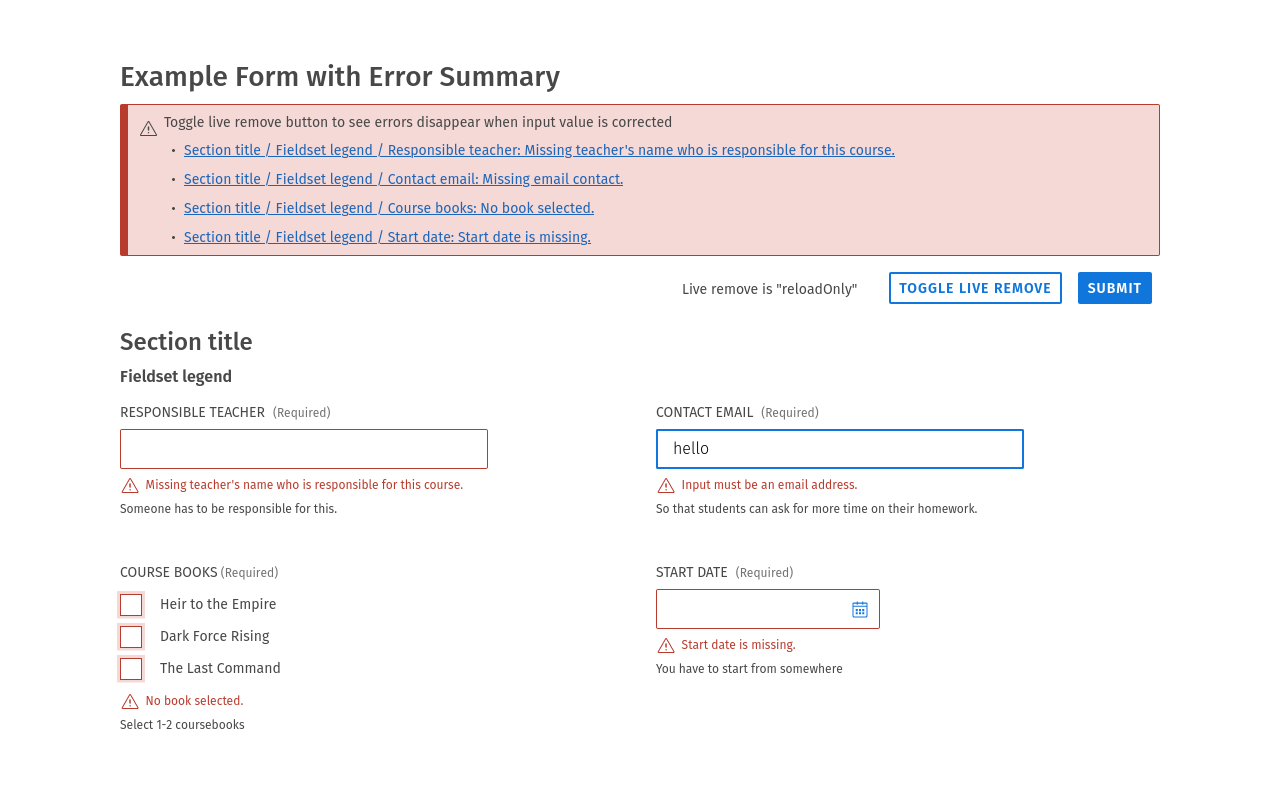 Example Form with Error Summary
Toggle live remove button to see errors disappear when input value is corrected
• Section title / Fieldset legend / Responsible teacher: Missing teacher's name who is responsible for this course.
• Section title / Fieldset legend / Contact email: Missing email contact.
• Section title / Fieldset legend / Course books: No book selected.
• Section title / Fieldset legend / Start date: Start date is missing.
Live remove is "reloadOnly" TOGGLE LIVE REMOVE SUBMIT
Section title
Fieldset legend
RESPONSIBLE TEACHER (Required)
Missing teacher's name who is responsible for this course.
Someone has to be responsible for this.
CONTACT EMAIL (Required)
hello
Input must be an email address.
So that students can ask for more time on their homework.
COURSE BOOKS (Required)
Heir to the Empire
Dark Force Rising
The Last Command
No book selected.
Select 1-2 coursebooks
START DATE (Required)
Start date is missing.
You have to start from somewhere